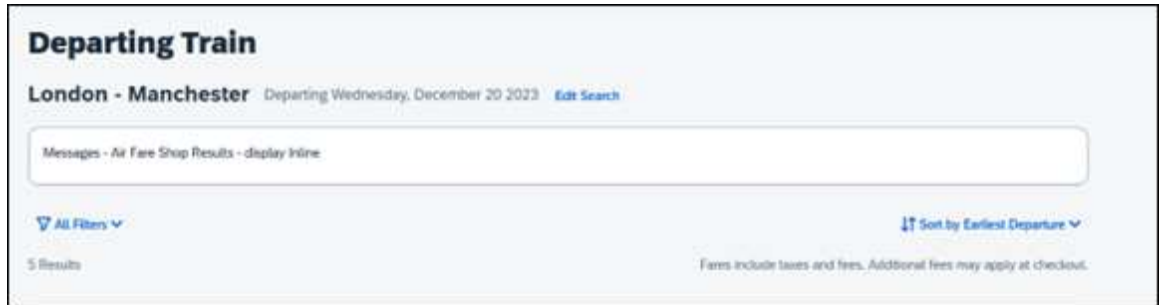 Departing Train
London - Manchester Departing Wednesday, December 20 2023 Edit Search
Messages - Air Fare Shop Results - display Inline
All Filters Sort by Earliest Departure
5 Results Fares include taxes and fees. Additional fees may apply at checkout.